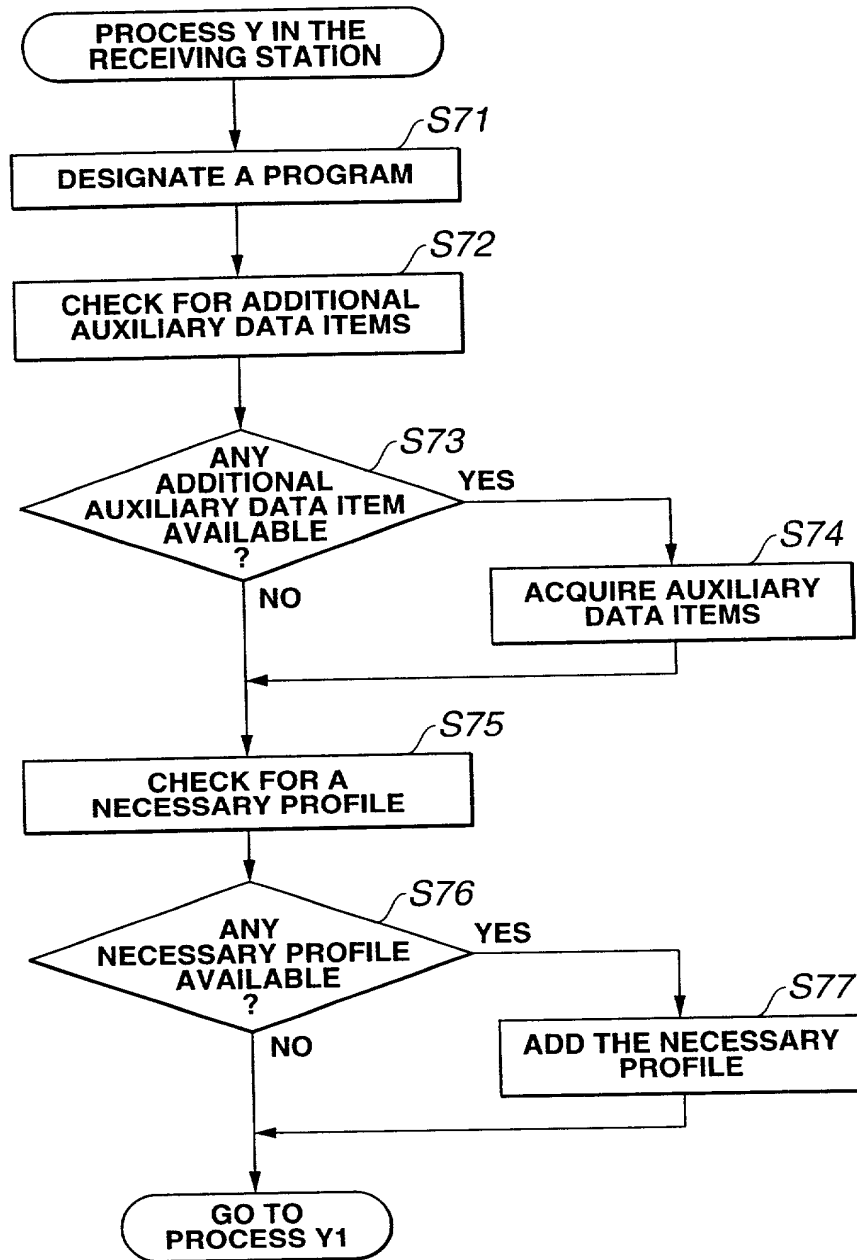 PROCESS Y IN THE
RECEIVING STATION
S71
DESIGNATE A PROGRAM
S72
CHECK FOR ADDITIONAL
AUXILIARY DATA ITEMS
S73
ANY
ADDITIONAL
AUXILIARY DATA ITEM
AVAILABLE
?
YES
NO
S74
ACQUIRE AUXILIARY
DATA ITEMS
S75
CHECK FOR A
NECESSARY PROFILE
S76
ANY
NECESSARY PROFILE
AVAILABLE
?
YES
NO
S77
ADD THE NECESSARY
PROFILE
GO TO
PROCESS Y1